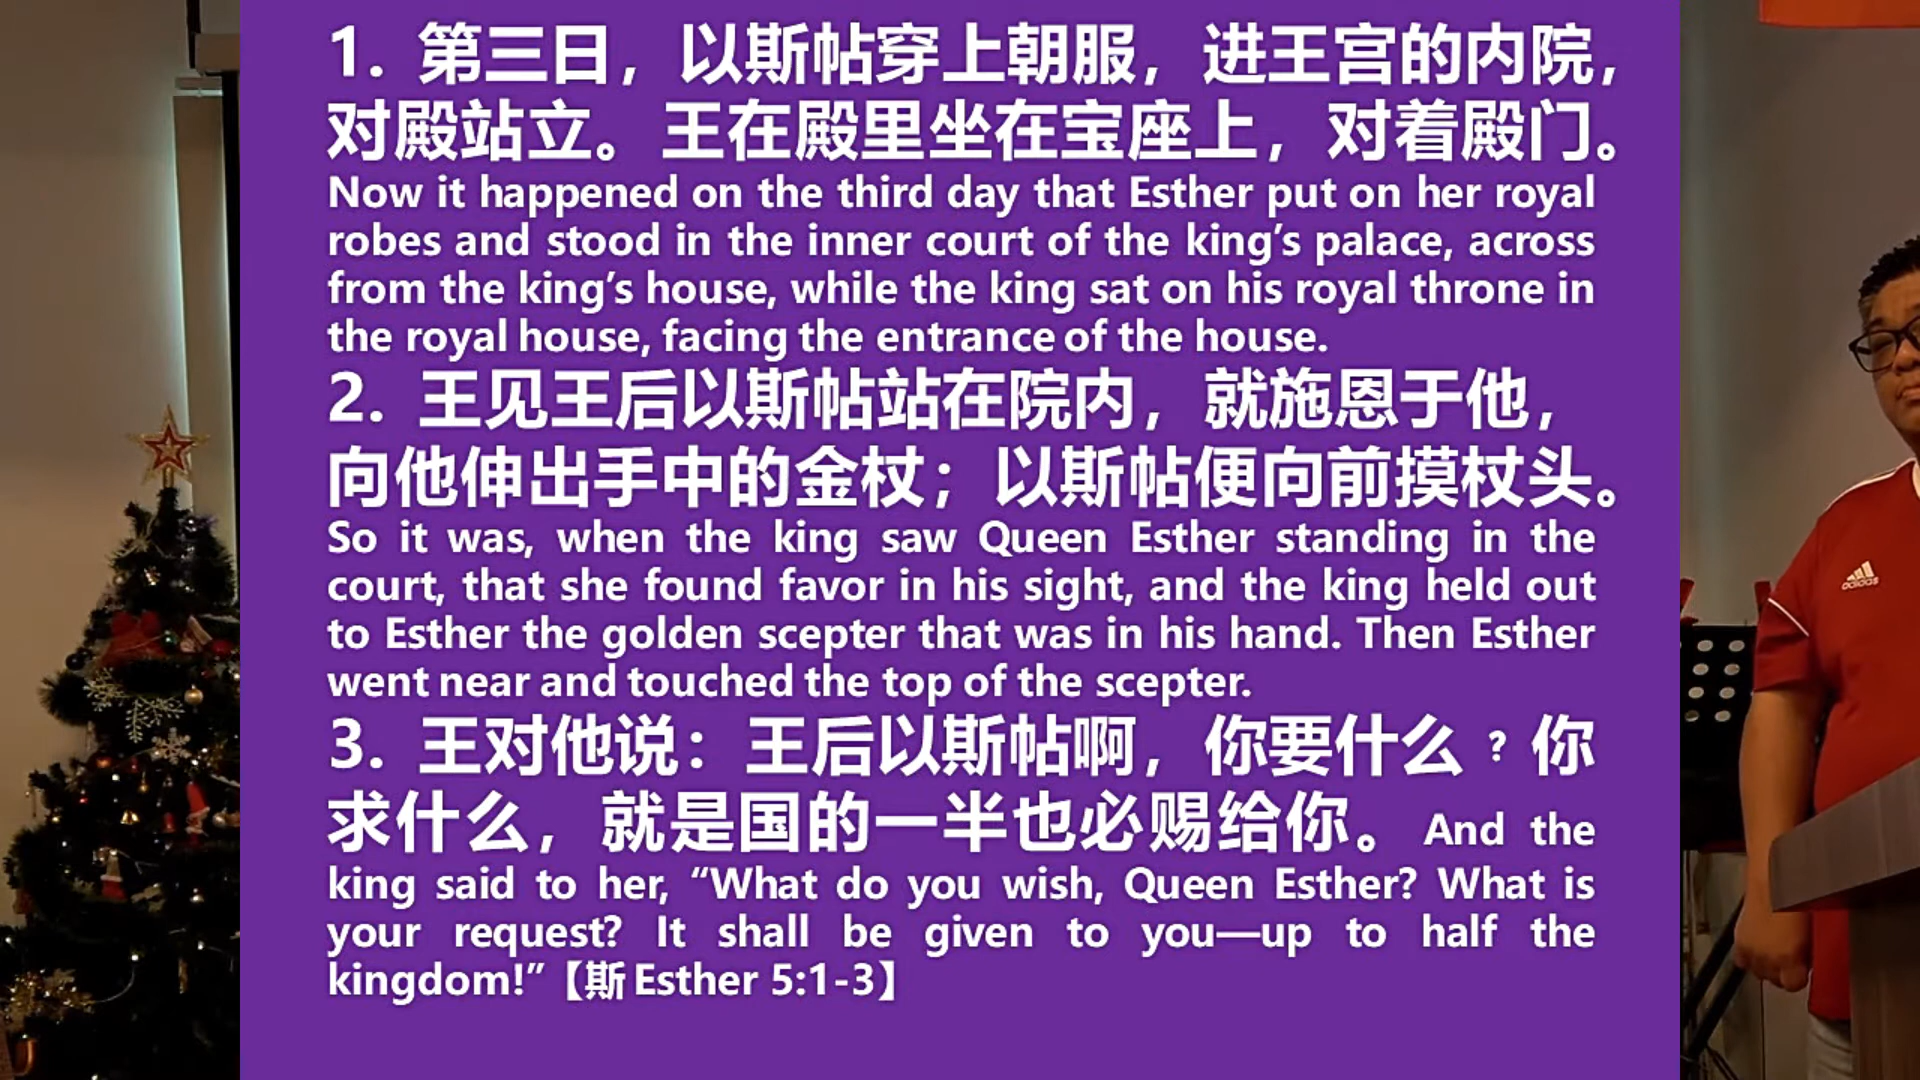 1. 第三日，以斯帖穿上朝服，进王宫的内院，
对殿站立。王在殿里坐在宝座上，对着殿门。
Now it happened on the third day that Esther put on her royal
robes and stood in the inner court of the king’s palace, across
from the king’s house, while the king sat on his royal throne in
the royal house, facing the entrance of the house.
2. 王见王后以斯帖站在院内，就施恩于他，
向他伸出手中的金杖；以斯帖便向前摸杖头。
So it was, when the king saw Queen Esther standing in the
court, that she found favor in his sight, and the king held out
to Esther the golden scepter that was in his hand. Then Esther
went near and touched the top of the scepter.
3. 王对他说：王后以斯帖啊，你要什么﹖你
求什么，就是国的一半也必赐给你。And the
king said to her, “What do you wish, Queen Esther? What is
your request? It shall be given to you—up to half the
kingdom!”【斯 Esther 5:1-3】
adidas